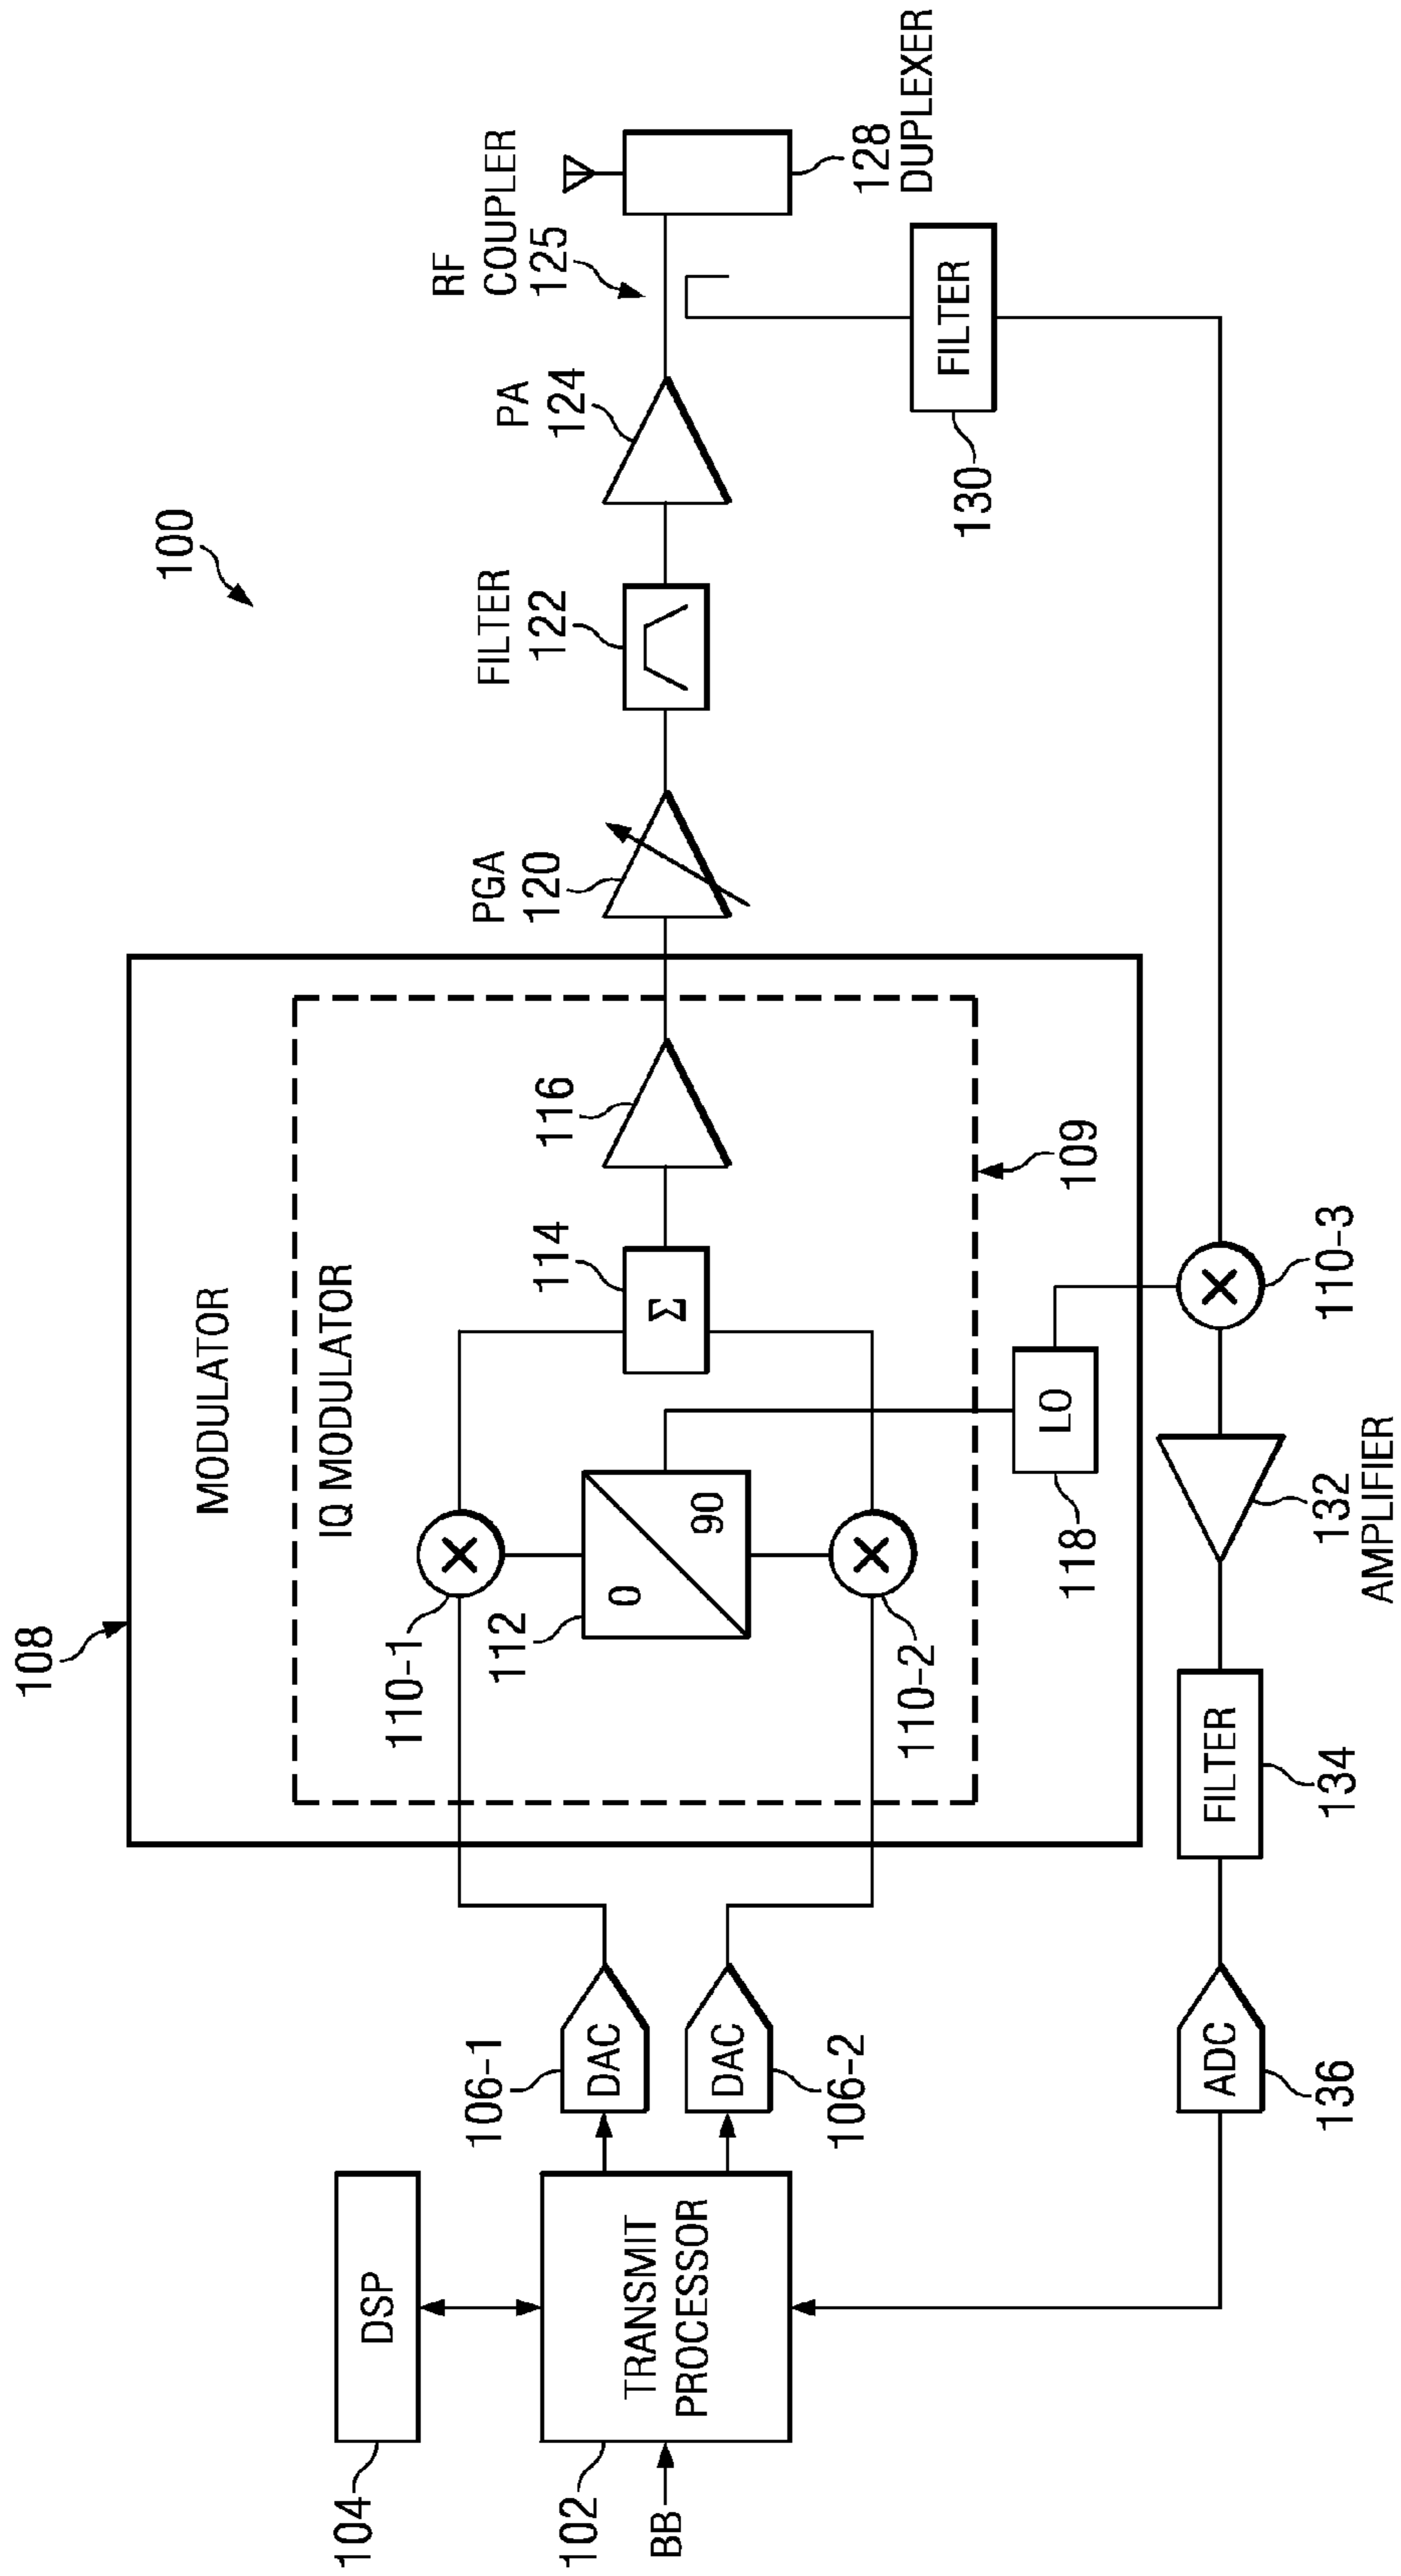 100
108
MODULATOR
IQ MODULATOR
109
104
DSP
102
BB
TRANSMIT
PROCESSOR
106-1
DAC
DAC
106-2
110-1
112
0
90
110-2
114
Σ
116
LO
118
PGA
120
FILTER
122
PA
124
RF
COUPLER
125
128
DUPLEXER
FILTER
130
110-3
132
AMPLIFIER
FILTER
134
ADC
136